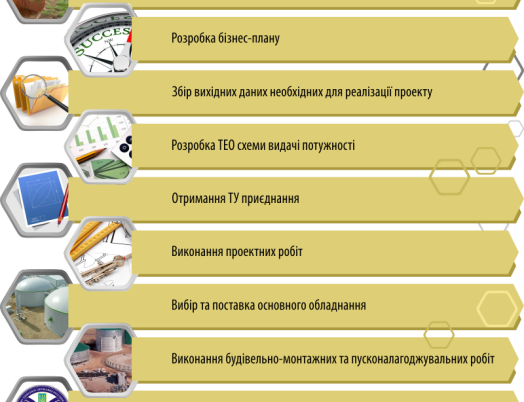 SUCCESS
Розробка бізнес-плану
Збір вихідних даних необхідних для реалізації проекту
Розробка ТЕО схеми видачі потужності
Отримання ТУ приєднання
Виконання проектних робіт
Вибір та поставка основного обладнання
Виконання будівельно-монтажних та пусконалагоджувальних робіт